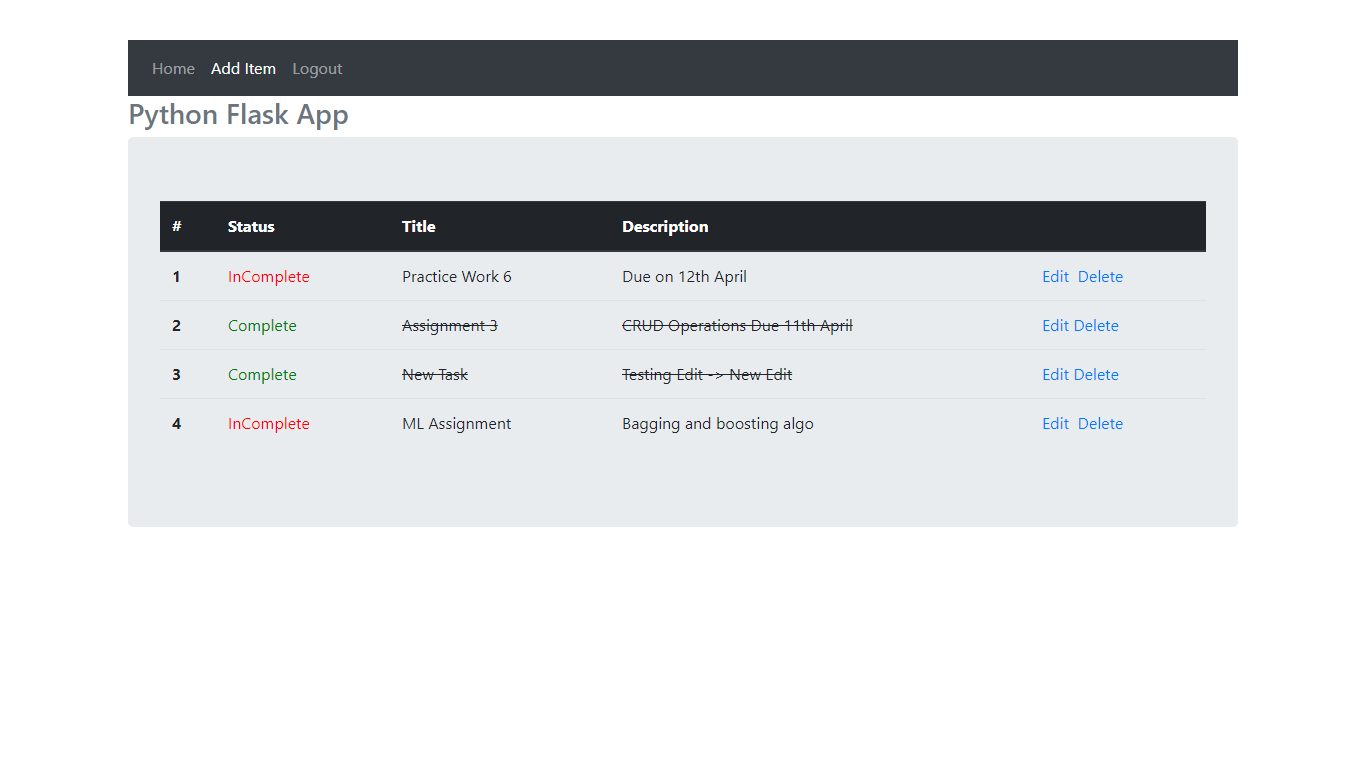 Home Add Item Logout
Python Flask App
# Status Title Description
1 InComplete Practice Work 6 Due on 12th April Edit Delete
2 Complete Assignment 3 CRUD Operations Due 11th April Edit Delete
3 Complete New Task Testing Edit -> New Edit Edit Delete
4 InComplete ML Assignment Bagging and boosting algo Edit Delete